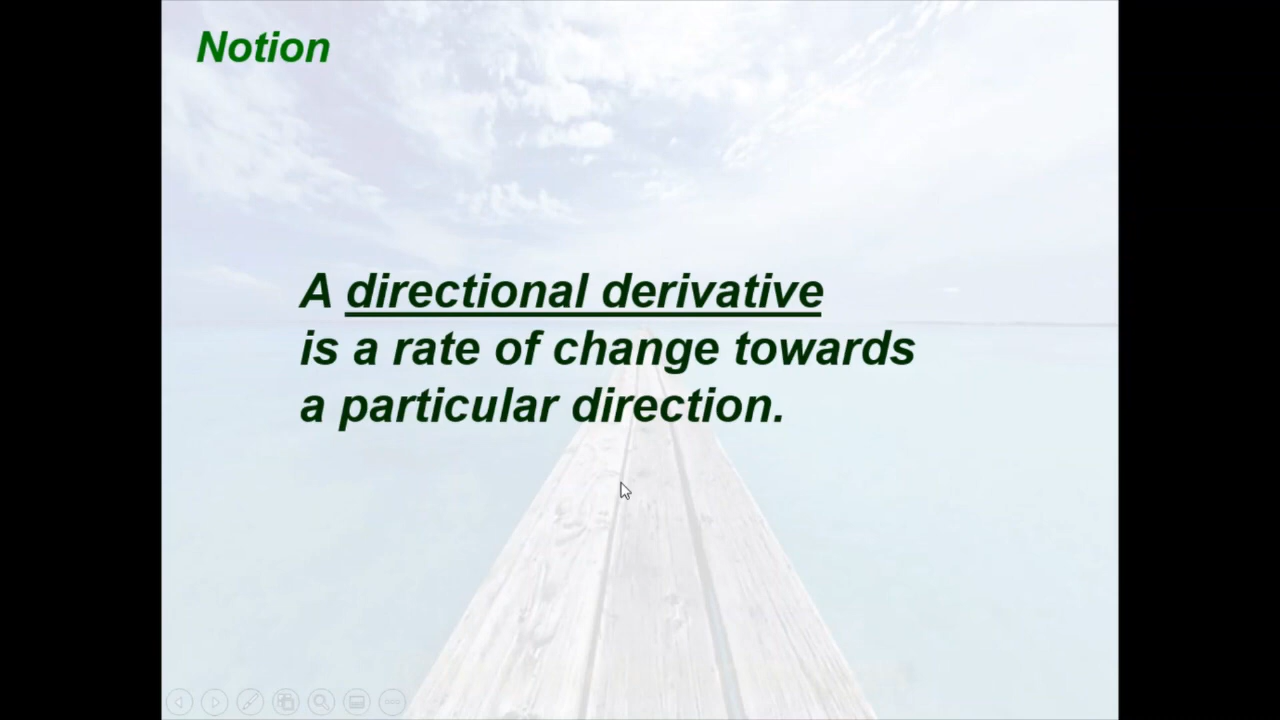 Notion
A directional derivative
is a rate of change towards
a particular direction.